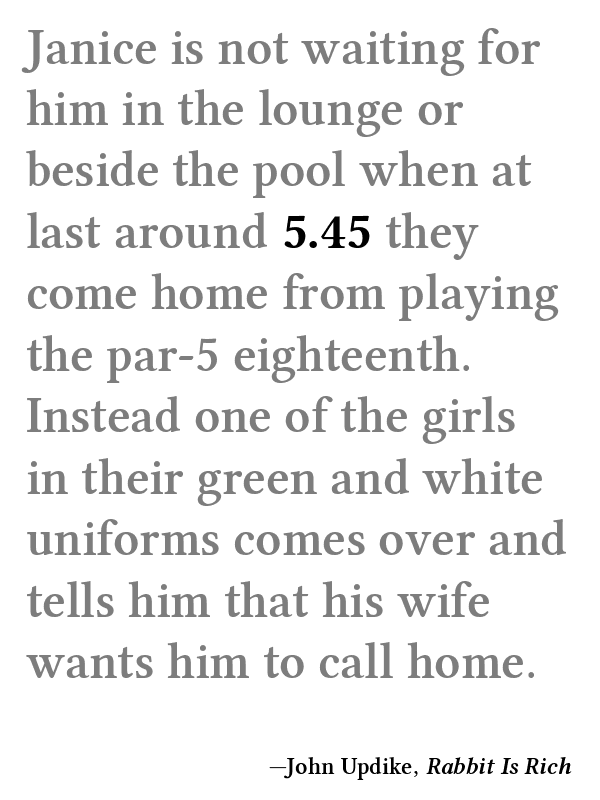 Janice is not waiting for
him in the lounge or
beside the pool when at
last around 5.45 they
come home from playing
the par-5 eighteenth.
Instead one of the girls
in their green and white
uniforms comes over and
tells him that his wife
wants him to call home.
—John Updike, Rabbit Is Rich